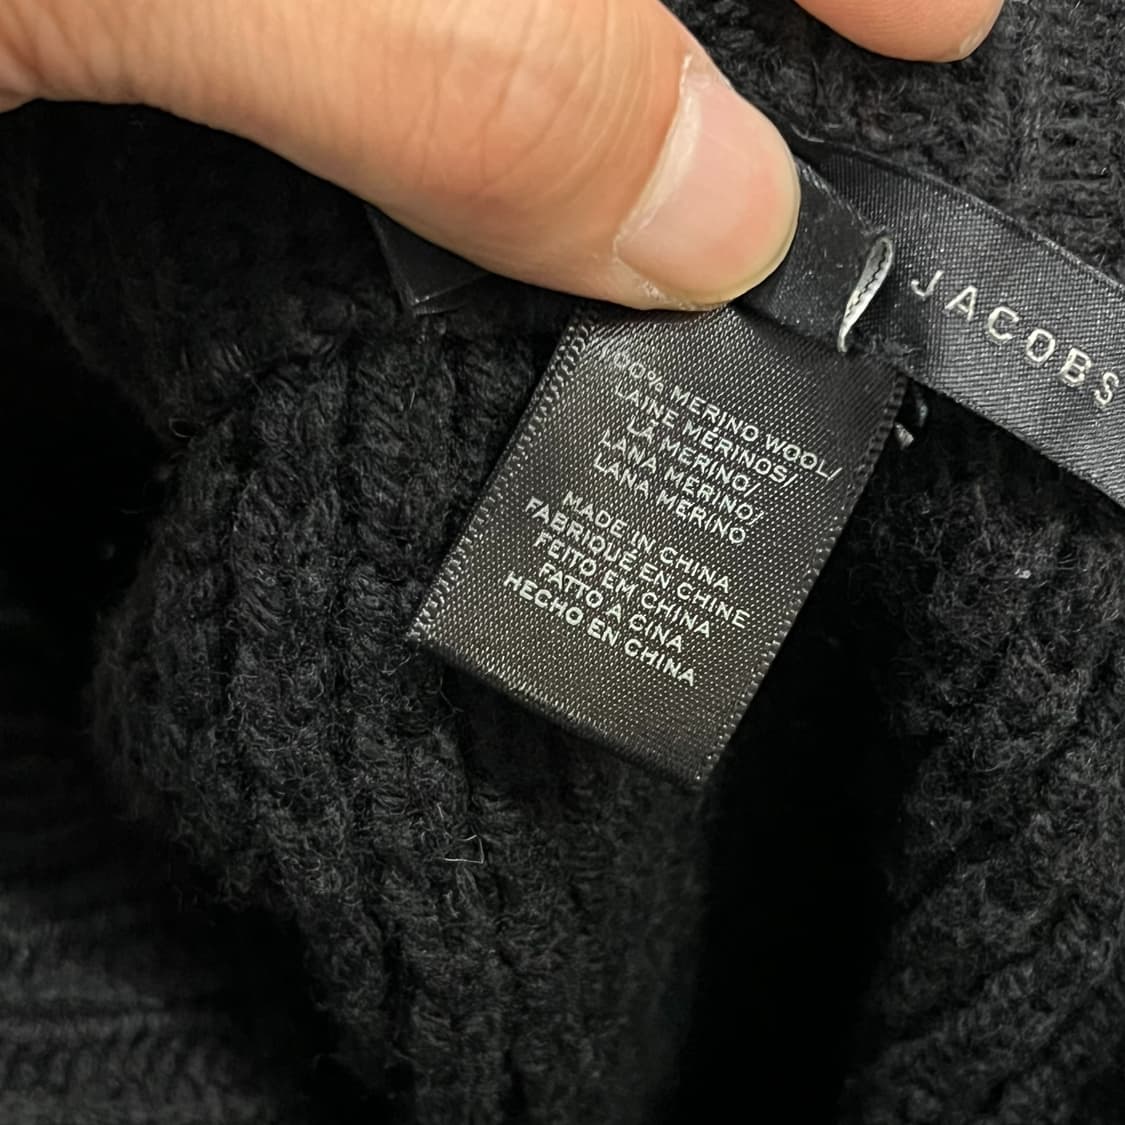 JACOBS
100% MERINO WOOL/
LAINE MÉRINOS/
LÃ MERINO/
LANA MERINO/
LANA MERINO
MADE IN CHINA
FABRIQUÉ EN CHINE
FEITO EM CHINA
FATTO A CINA
HECHO EN CHINA